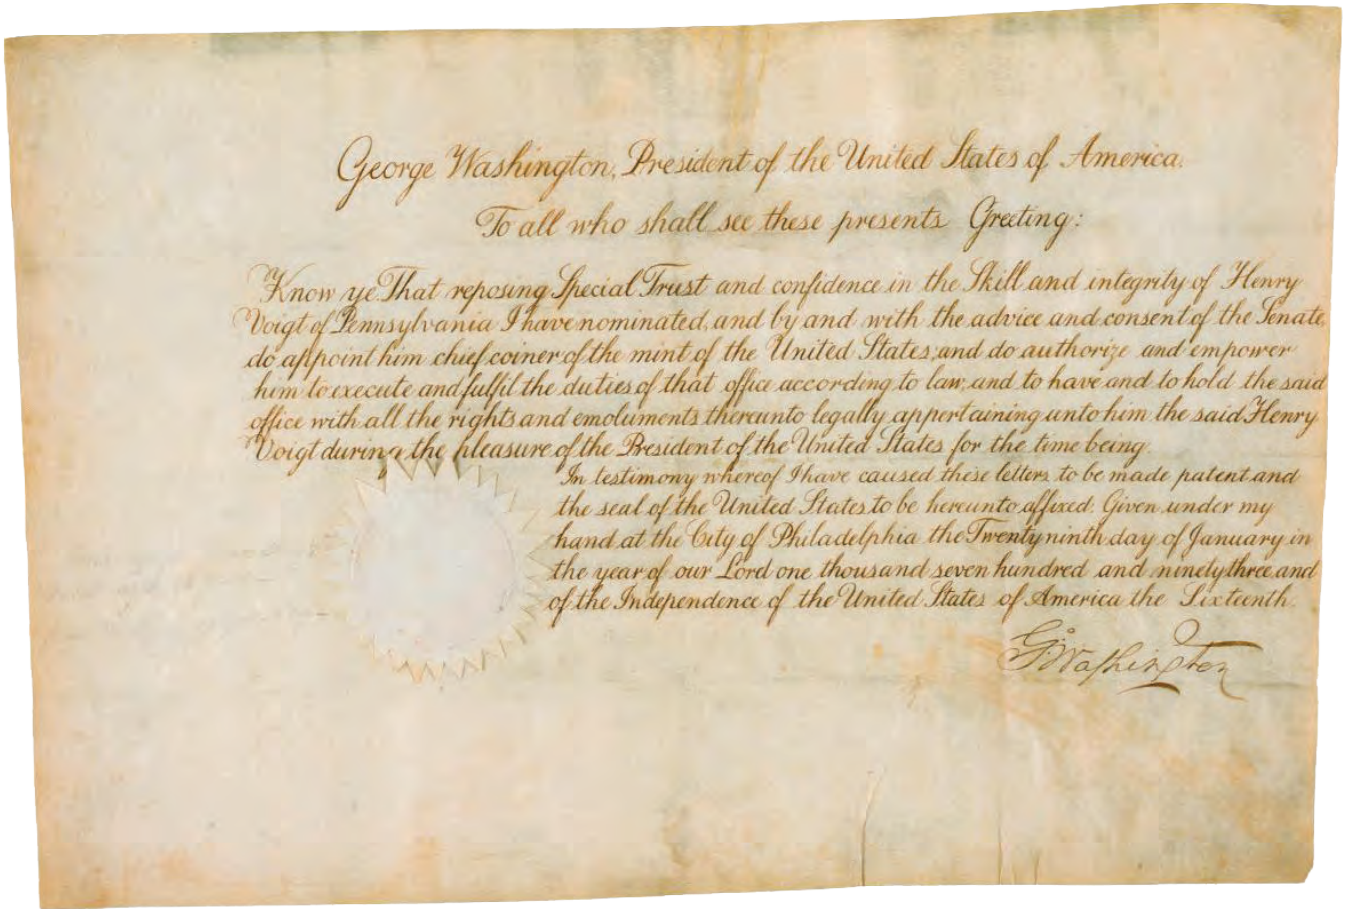 George Washington, President of the United States of America.
To all who shall see these presents Greeting:
Know ye That reposing Special Trust and confidence in the Skill and integrity of Henry
Voigt of Pennsylvania I have nominated, and by and with the advice and consent of the Senate,
do appoint him chief coiner of the mint of the United States; and do authorize and empower
him to execute and fulfil the duties of that office according to law; and to have and to hold the said
office with all the rights and emoluments thereunto legally appertaining unto him the said Henry
Voigt during the pleasure of the President of the United States for the time being.
In testimony whereof I have caused these letters to be made patent and
the seal of the United States to be hereunto affixed. Given under my
hand at the City of Philadelphia the Twenty ninth day of January in
the year of our Lord one thousand seven hundred and ninety three, and
of the Independence of the United States of America the Sixteenth.
Go: Washington